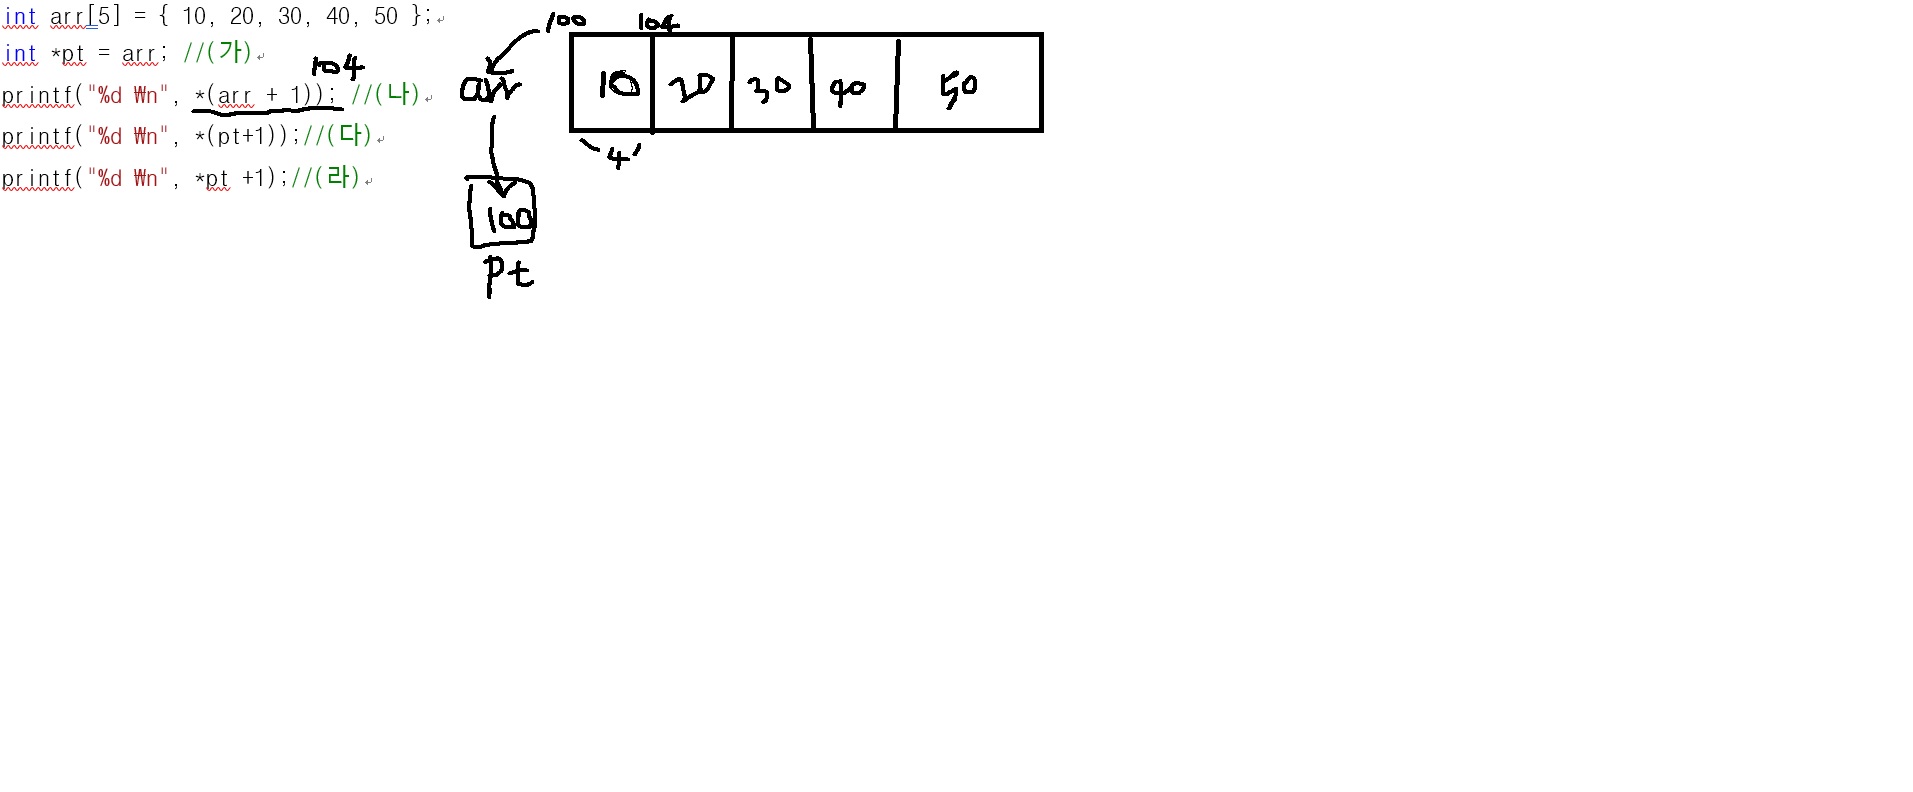 int arr[5] = { 10, 20, 30, 40, 50 };
int *pt = arr; //(가)
104
printf("%d ₩n", *(arr + 1)); //(나)
printf("%d ₩n", *(pt+1));//(다)
printf("%d ₩n", *pt +1);//(라)
100 104
arr 10 20 30 40 50
4
100
pt